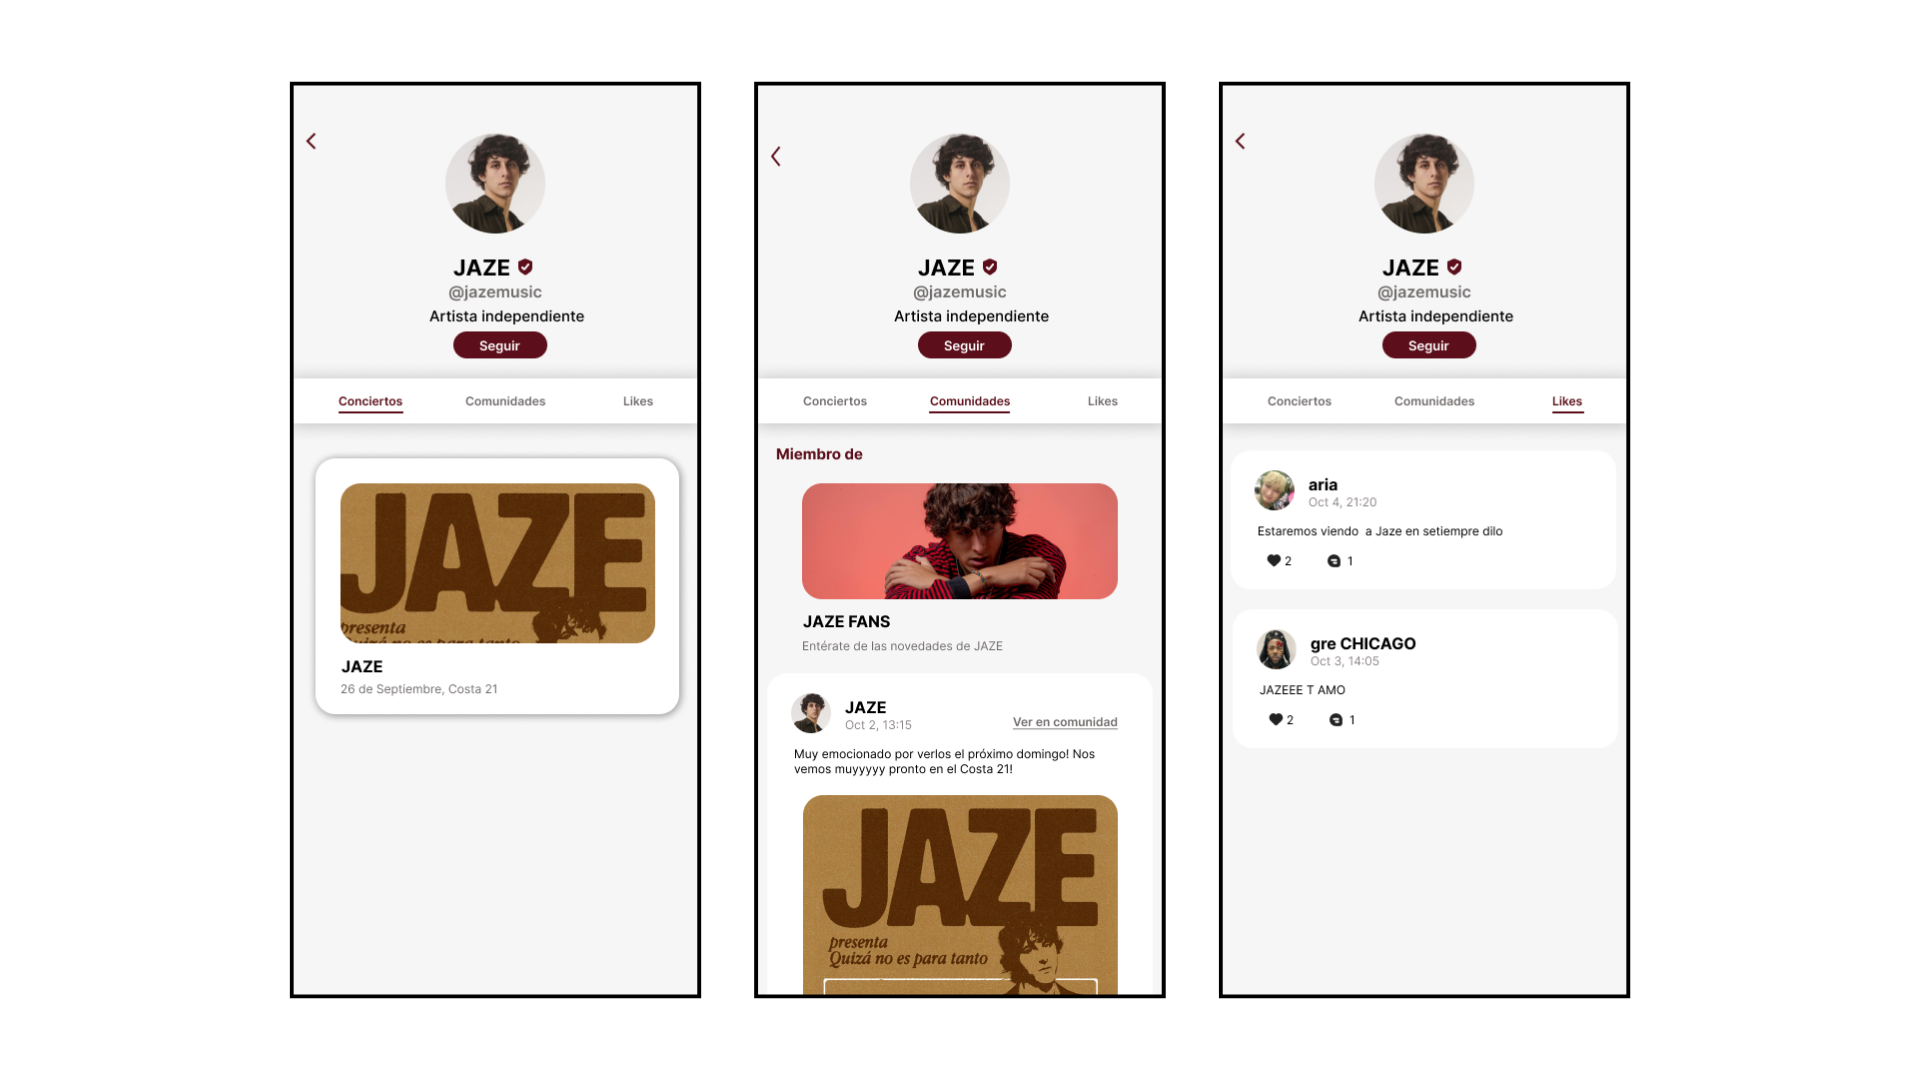 JAZE
@jazemusic
Artista independiente
Seguir
Conciertos
Comunidades
Likes
JAZE
presenta
Quizá no es para tanto
JAZE
26 de Septiembre, Costa 21
JAZE
@jazemusic
Artista independiente
Seguir
Conciertos
Comunidades
Likes
Miembro de
JAZE FANS
Entérate de las novedades de JAZE
JAZE
Oct 2, 13:15
Ver en comunidad
Muy emocionado por verlos el próximo domingo! Nos
vemos muyyyyy pronto en el Costa 21!
JAZE
presenta
Quizá no es para tanto
JAZE
@jazemusic
Artista independiente
Seguir
Conciertos
Comunidades
Likes
aria
Oct 4, 21:20
Estaremos viendo  a Jaze en setiempre dilo
2
1
gre CHICAGO
Oct 3, 14:05
JAZEEE T AMO
2
1